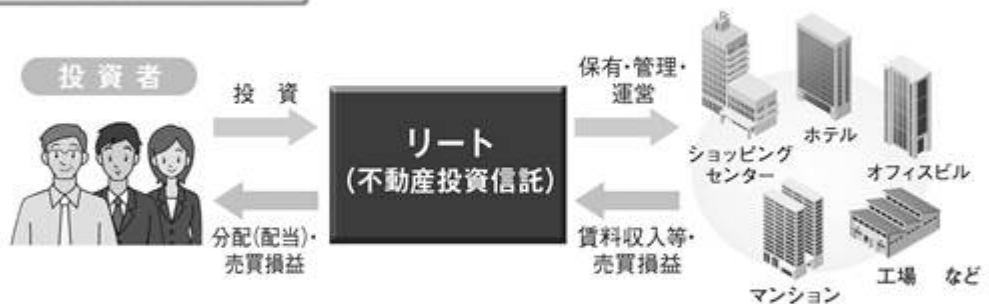 投資者
投 資
リート
(不動産投資信託)
分配(配当)・
売買損益
保有・管理・
運営
賃料収入等・
売買損益
ショッピング
センター
ホテル
オフィスビル
マンション
工場 など